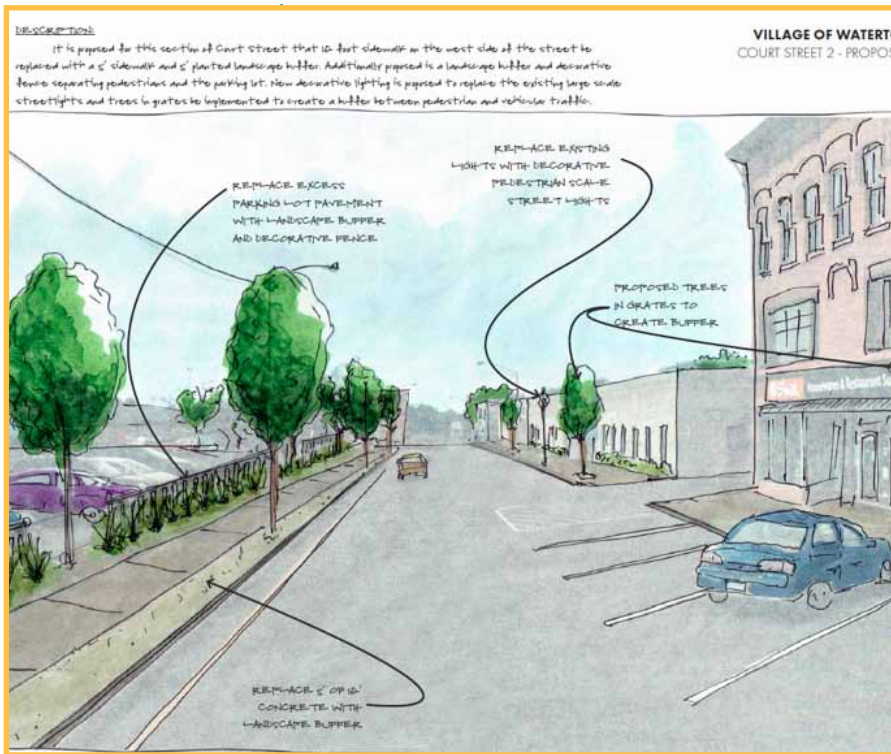 DESCRIPTION:
VILLAGE OF WATERTO
COURT STREET 2 - PROPOS
It is proposed for this section of Court Street that 12 foot sidewalk on the west side of the street be
replaced with a 5' sidewalk and 5' planted landscape buffer. Additionally proposed is a landscape buffer and decorative
fence separating pedestrians and the parking lot. New decorative lighting is proposed to replace the existing large scale
streetlights and trees in grates be implemented to create a buffer between pedestrian and vehicular traffic.
REPLACE EXISTING
LIGHTS WITH DECORATIVE
PEDESTRIAN SCALE
STREET LIGHTS
REPLACE EXCESS
PARKING LOT PAVEMENT
WITH LANDSCAPE BUFFER
AND DECORATIVE FENCE
PROPOSED TREES
IN GRATES TO
CREATE BUFFER
& Restaurant
REPLACE 5' OF 12'
CONCRETE WITH
LANDSCAPE BUFFER